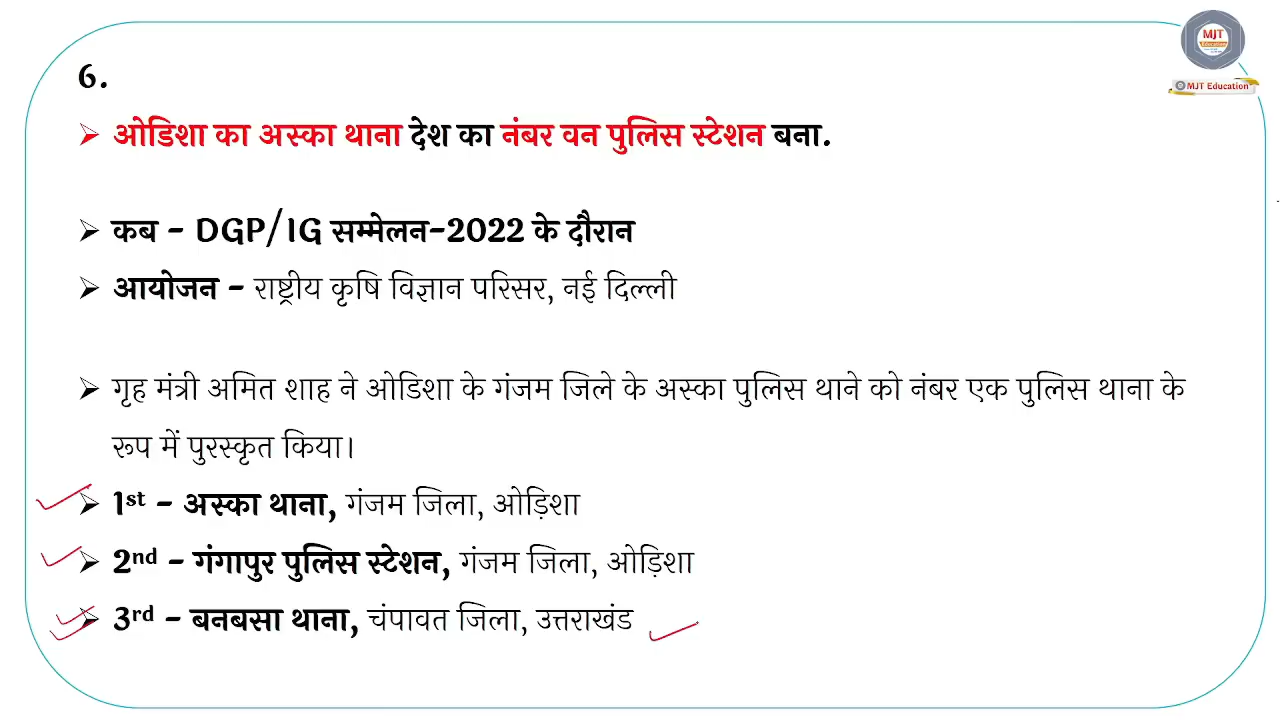 MJT
Education
MJT Education
6.
➢ ओडिशा का अस्का थाना देश का नंबर वन पुलिस स्टेशन बना.
➢ कब - DGP/IG सम्मेलन-2022 के दौरान
➢ आयोजन - राष्ट्रीय कृषि विज्ञान परिसर, नई दिल्ली
➢ गृह मंत्री अमित शाह ने ओडिशा के गंजम जिले के अस्का पुलिस थाने को नंबर एक पुलिस थाना के
रूप में पुरस्कृत किया।
➢ 1st - अस्का थाना, गंजम जिला, ओड़िशा
➢ 2nd - गंगापुर पुलिस स्टेशन, गंजम जिला, ओड़िशा
➢ 3rd - बनबसा थाना, चंपावत जिला, उत्तराखंड